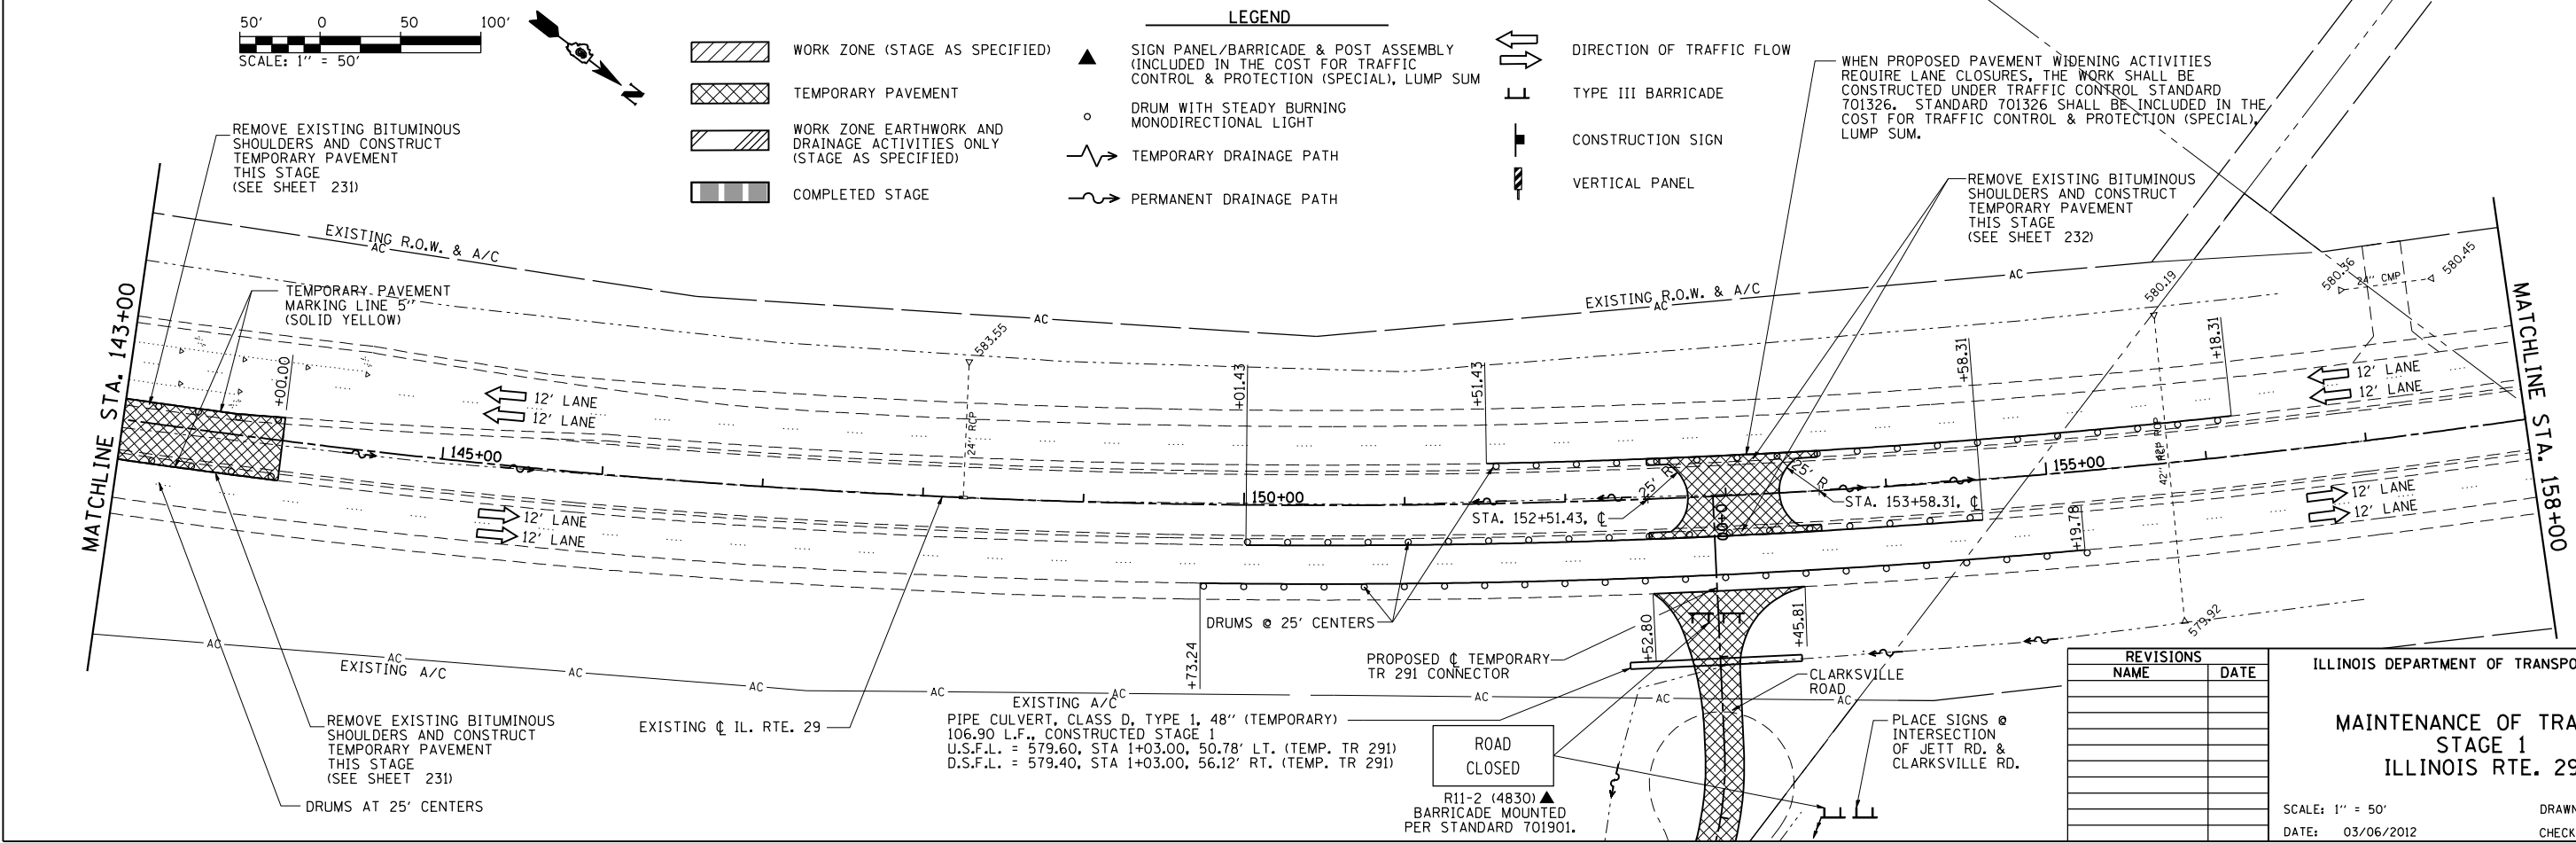 50' 0 50 100'
SCALE: 1" = 50'
N
LEGEND
WORK ZONE (STAGE AS SPECIFIED)
TEMPORARY PAVEMENT
WORK ZONE EARTHWORK AND
DRAINAGE ACTIVITIES ONLY
(STAGE AS SPECIFIED)
COMPLETED STAGE
SIGN PANEL/BARRICADE & POST ASSEMBLY
(INCLUDED IN THE COST FOR TRAFFIC
CONTROL & PROTECTION (SPECIAL), LUMP SUM
DRUM WITH STEADY BURNING
MONODIRECTIONAL LIGHT
TEMPORARY DRAINAGE PATH
PERMANENT DRAINAGE PATH
DIRECTION OF TRAFFIC FLOW
TYPE III BARRICADE
CONSTRUCTION SIGN
VERTICAL PANEL
WHEN PROPOSED PAVEMENT WIDENING ACTIVITIES
REQUIRE LANE CLOSURES, THE WORK SHALL BE
CONSTRUCTED UNDER TRAFFIC CONTROL STANDARD
701326. STANDARD 701326 SHALL BE INCLUDED IN THE
COST FOR TRAFFIC CONTROL & PROTECTION (SPECIAL),
LUMP SUM.
REMOVE EXISTING BITUMINOUS
SHOULDERS AND CONSTRUCT
TEMPORARY PAVEMENT
THIS STAGE
(SEE SHEET 231)
REMOVE EXISTING BITUMINOUS
SHOULDERS AND CONSTRUCT
TEMPORARY PAVEMENT
THIS STAGE
(SEE SHEET 232)
EXISTING R.O.W. & A/C
AC
AC
EXISTING R.O.W. & A/C
AC
AC
TEMPORARY PAVEMENT
MARKING LINE 5"
(SOLID YELLOW)
MATCHLINE STA. 143+00
MATCHLINE STA. 158+00
+00.00
583.55
24" RCP
+01.43
+51.43
+58.31
580.19
+18.31
580.36
24" CMP
580.45
12' LANE
12' LANE
12' LANE
12' LANE
145+00
150+00
155+00
42" RCP
25' R
25' R
STA. 152+51.43, ℄
STA. 153+58.31, ℄
0+00
12' LANE
12' LANE
12' LANE
12' LANE
+19.78
579.92
DRUMS @ 25' CENTERS
+73.24
+52.80
+45.81
PROPOSED ℄ TEMPORARY
TR 291 CONNECTOR
CLARKSVILLE
ROAD
AC
AC
EXISTING A/C
AC
AC
AC
AC
EXISTING A/C
AC
AC
AC
REMOVE EXISTING BITUMINOUS
SHOULDERS AND CONSTRUCT
TEMPORARY PAVEMENT
THIS STAGE
(SEE SHEET 231)
DRUMS AT 25' CENTERS
EXISTING ℄ IL. RTE. 29
PIPE CULVERT, CLASS D, TYPE 1, 48" (TEMPORARY)
106.90 L.F., CONSTRUCTED STAGE 1
U.S.F.L. = 579.60, STA 1+03.00, 50.78' LT. (TEMP. TR 291)
D.S.F.L. = 579.40, STA 1+03.00, 56.12' RT. (TEMP. TR 291)
ROAD
CLOSED
R11-2 (4830)
BARRICADE MOUNTED
PER STANDARD 701901.
PLACE SIGNS @
INTERSECTION
OF JETT RD. &
CLARKSVILLE RD.
REVISIONS
NAME DATE
ILLINOIS DEPARTMENT OF TRANSPO
MAINTENANCE OF TRA
STAGE 1
ILLINOIS RTE. 29
SCALE: 1" = 50'
DRAWN
DATE: 03/06/2012
CHECK